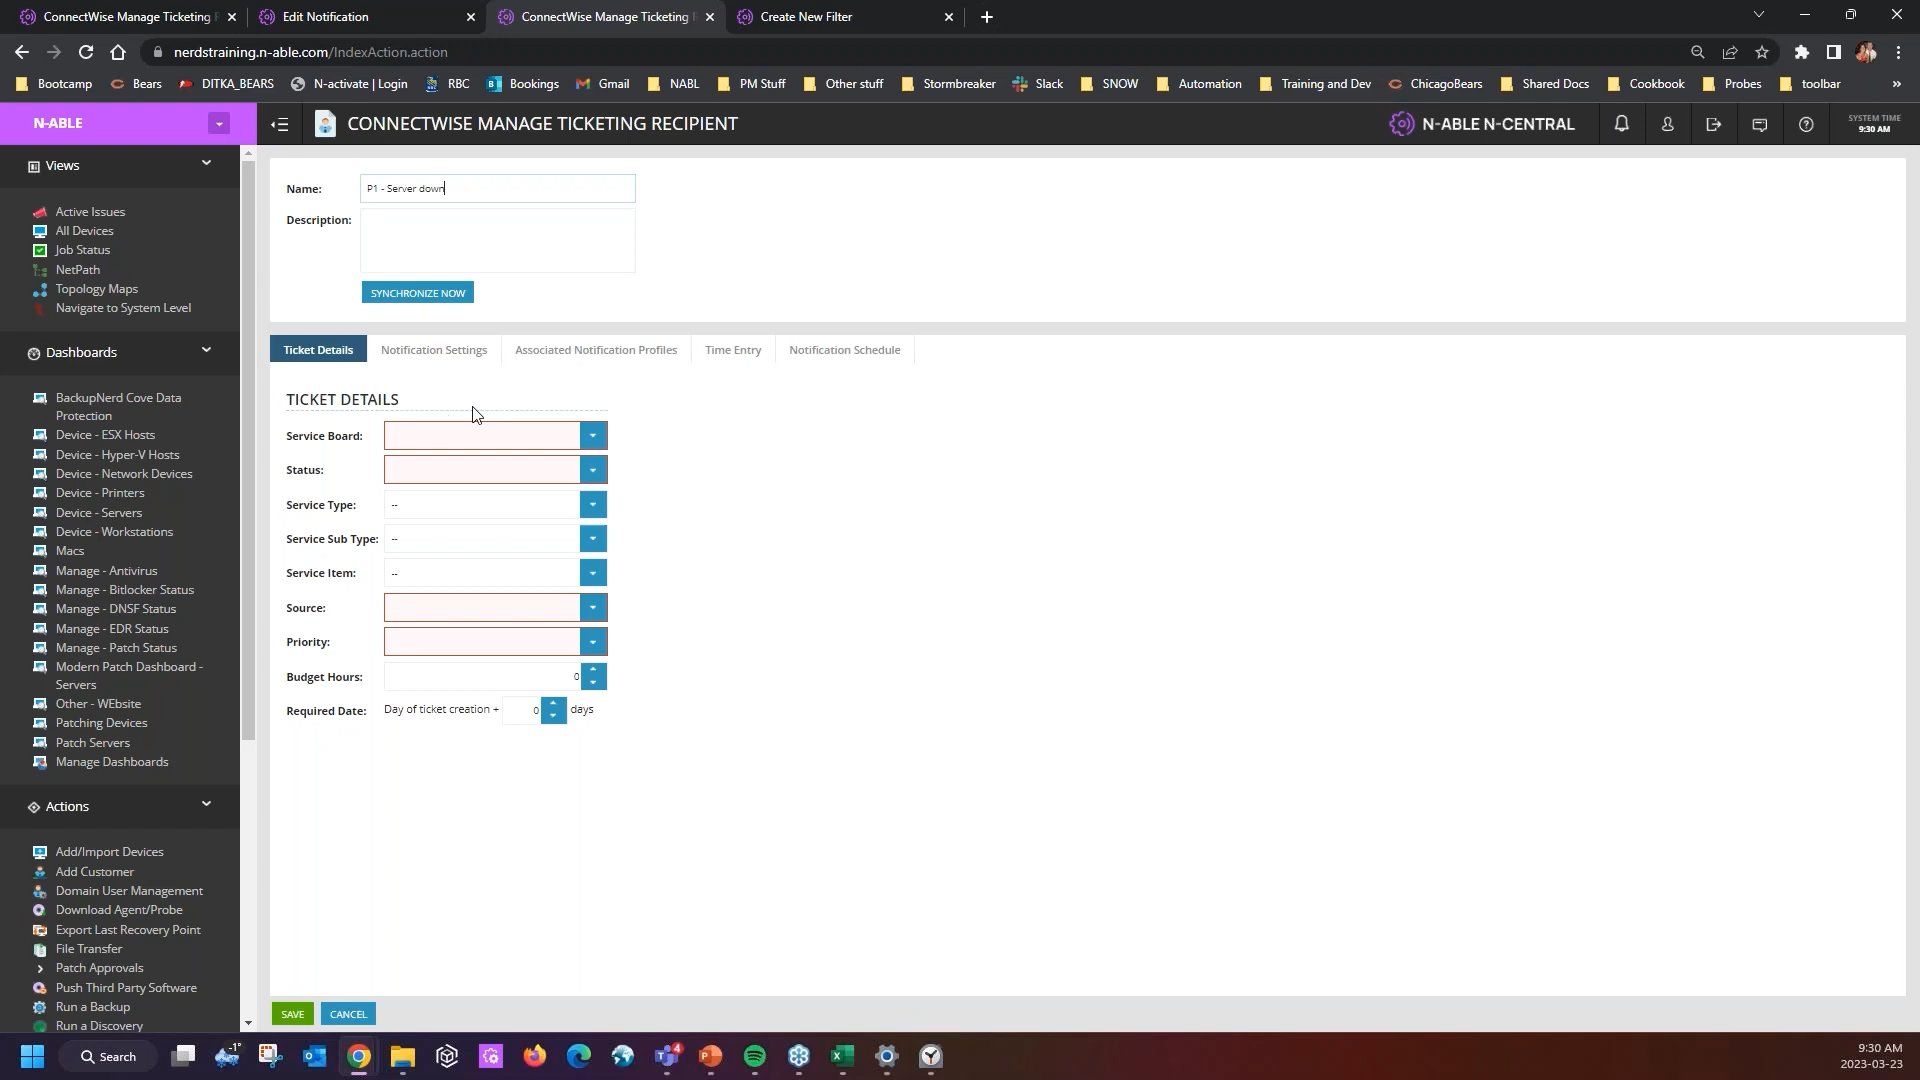 ConnectWise Manage Ticketing
Edit Notification
ConnectWise Manage Ticketing
Create New Filter
nerdstraining.n-able.com/IndexAction.action
Bootcamp
Bears
DITKA_BEARS
N-activate | Login
RBC
Bookings
Gmail
NABL
PM Stuff
Other stuff
Stormbreaker
Slack
SNOW
Automation
Training and Dev
ChicagoBears
Shared Docs
Cookbook
Probes
toolbar
»
N-ABLE
CONNECTWISE MANAGE TICKETING RECIPIENT
N-ABLE N-CENTRAL
SYSTEM TIME
9:30 AM
Views
Active Issues
All Devices
Job Status
NetPath
Topology Maps
Navigate to System Level
Dashboards
BackupNerd Cove Data
Protection
Device - ESX Hosts
Device - Hyper-V Hosts
Device - Network Devices
Device - Printers
Device - Servers
Device - Workstations
Macs
Manage - Antivirus
Manage - Bitlocker Status
Manage - DNSF Status
Manage - EDR Status
Manage - Patch Status
Modern Patch Dashboard -
Servers
Other - WEbsite
Patching Devices
Patch Servers
Manage Dashboards
Actions
Add/Import Devices
Add Customer
Domain User Management
Download Agent/Probe
Export Last Recovery Point
File Transfer
Patch Approvals
Push Third Party Software
Run a Backup
Run a Discovery
Name: P1 - Server down
Description:
SYNCHRONIZE NOW
Ticket Details
Notification Settings
Associated Notification Profiles
Time Entry
Notification Schedule
TICKET DETAILS
Service Board:
Status:
Service Type: --
Service Sub Type: --
Service Item: --
Source:
Priority:
Budget Hours: 0
Required Date: Day of ticket creation + 0 days
SAVE
CANCEL
-1°
Search
4
9:30 AM
2023-03-23